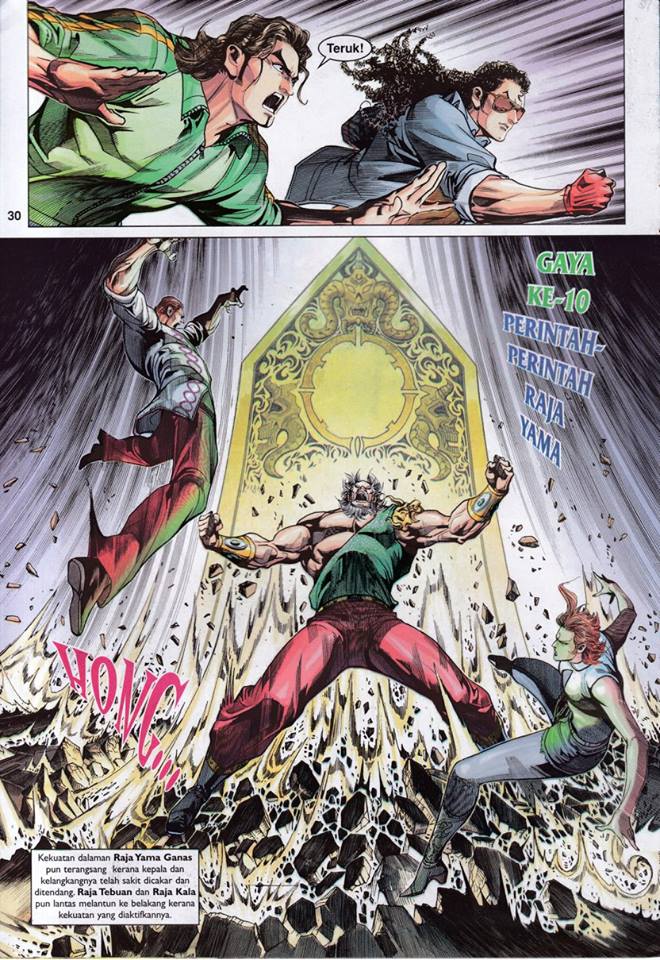 Teruk!
30
GAYA
KE-10
PERINTAH-
PERINTAH
RAJA
YAMA
HONG...
Kekuatan dalaman Raja Yama Ganas
pun terangsang kerana kepala dan
kelangkangnya telah sakit dicakar dan
ditendang. Raja Tebuan dan Raja Kala
pun lantas melantun ke belakang kerana
kekuatan yang diaktifkannya.